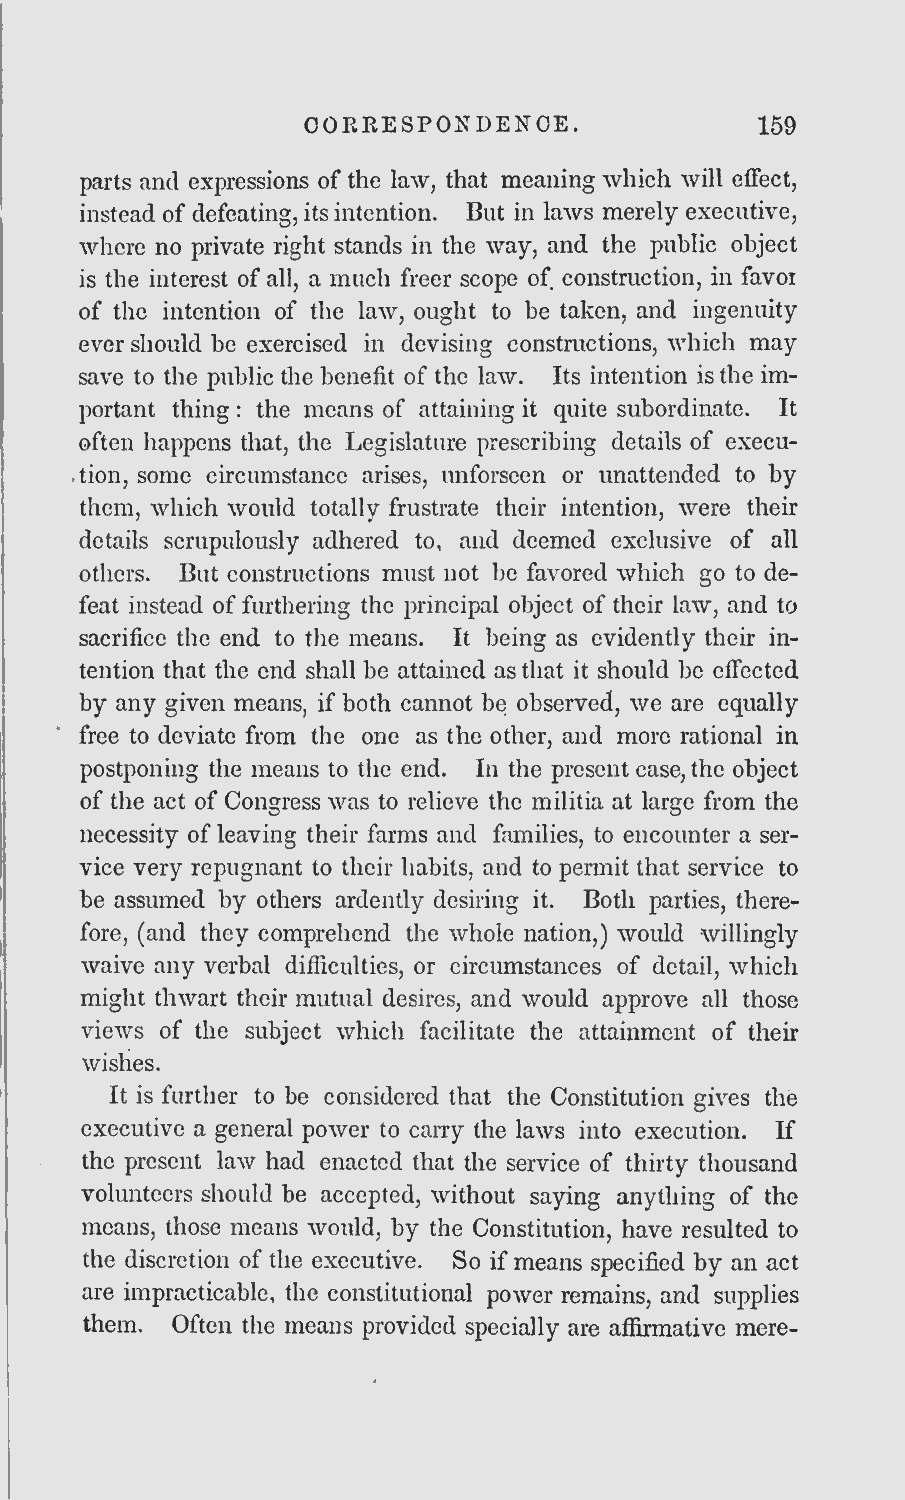 CORRESPONDENCE. 159
parts and expressions of the law, that meaning which will effect,
instead of defeating, its intention. But in laws merely executive,
where no private right stands in the way, and the public object
is the interest of all, a much freer scope of construction, in favor
of the intention of the law, ought to be taken, and ingenuity
ever should be exercised in devising constructions, which may
save to the public the benefit of the law. Its intention is the im-
portant thing: the means of attaining it quite subordinate. It
often happens that, the Legislature prescribing details of execu-
tion, some circumstance arises, unforseen or unattended to by
them, which would totally frustrate their intention, were their
details scrupulously adhered to, and deemed exclusive of all
others. But constructions must not be favored which go to de-
feat instead of furthering the principal object of their law, and to
sacrifice the end to the means. It being as evidently their in-
tention that the end shall be attained as that it should be effected
by any given means, if both cannot be observed, we are equally
free to deviate from the one as the other, and more rational in
postponing the means to the end. In the present case, the object
of the act of Congress was to relieve the militia at large from the
necessity of leaving their farms and families, to encounter a ser-
vice very repugnant to their habits, and to permit that service to
be assumed by others ardently desiring it. Both parties, there-
fore, (and they comprehend the whole nation,) would willingly
waive any verbal difficulties, or circumstances of detail, which
might thwart their mutual desires, and would approve all those
views of the subject which facilitate the attainment of their
wishes.
It is further to be considered that the Constitution gives the
executive a general power to carry the laws into execution. If
the present law had enacted that the service of thirty thousand
volunteers should be accepted, without saying anything of the
means, those means would, by the Constitution, have resulted to
the discretion of the executive. So if means specified by an act
are impracticable, the constitutional power remains, and supplies
them. Often the means provided specially are affirmative mere-